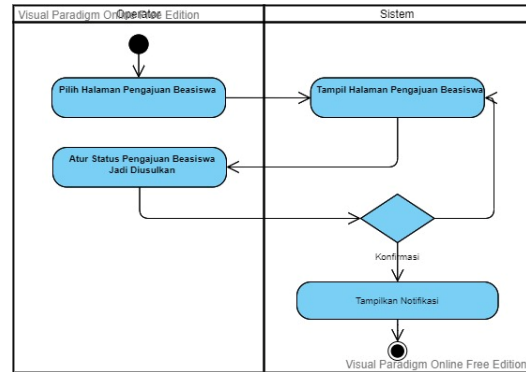 Visual Paradigm Online Free Edition
Operator
Sistem
Pilih Halaman Pengajuan Beasiswa
Tampil Halaman Pengajuan Beasiswa
Atur Status Pengajuan Beasiswa
Jadi Diusulkan
Konfirmasi
Tampilkan Notifikasi
Visual Paradigm Online Free Edition